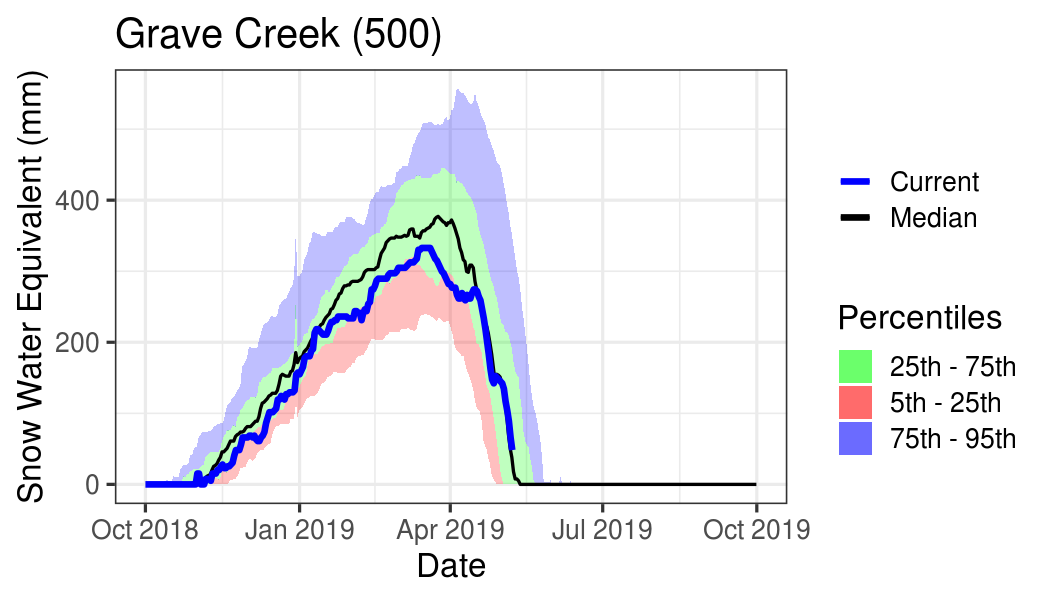 Grave Creek (500)
Snow Water Equivalent (mm)
400
200
0
Oct 2018
Jan 2019
Apr 2019
Jul 2019
Oct 2019
Date
Current
Median
Percentiles
25th - 75th
5th - 25th
75th - 95th